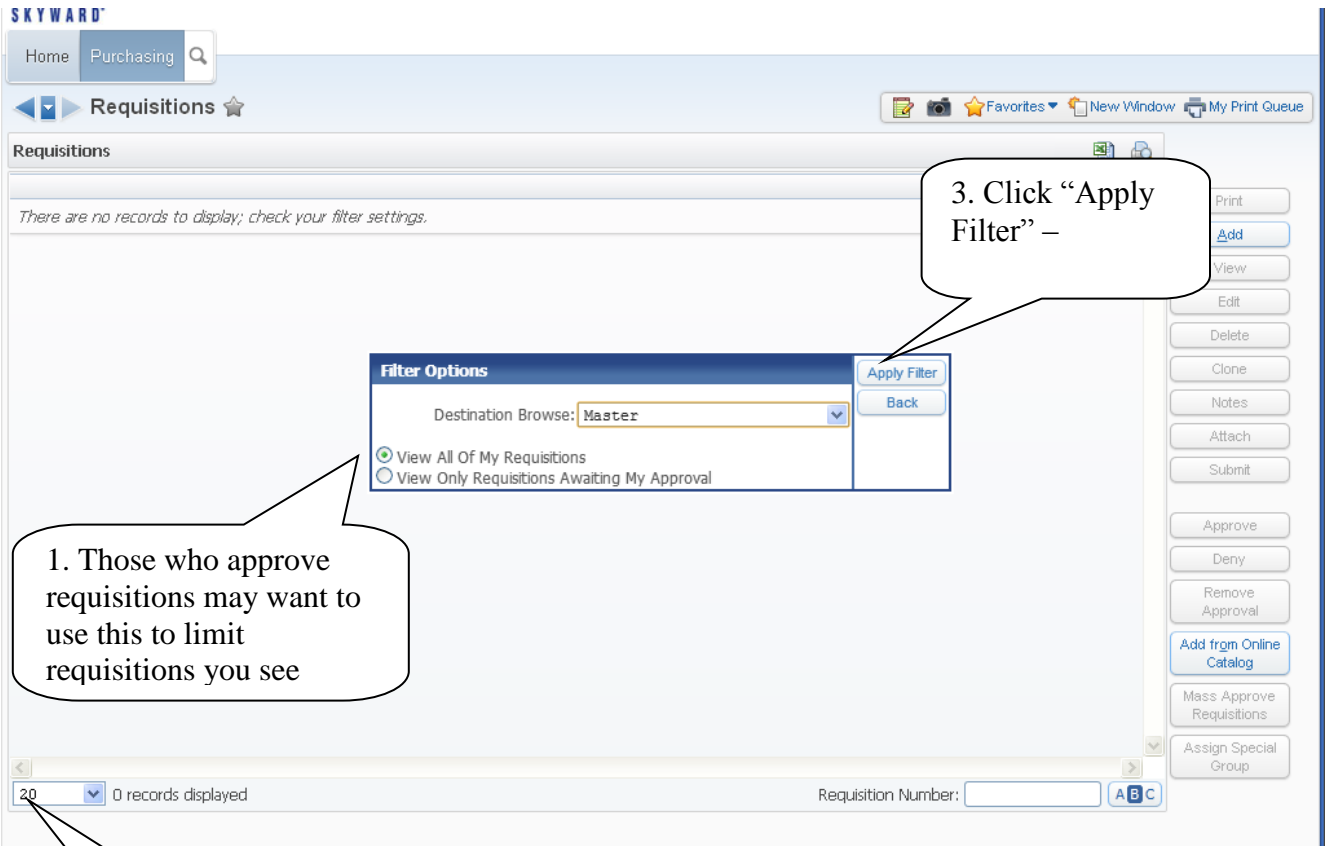 SKYWARD
Home Purchasing
Requisitions
Favorites New Window My Print Queue
Requisitions
There are no records to display; check your filter settings.
3. Click “Apply
Filter” –
Print
Add
View
Edit
Delete
Clone
Notes
Attach
Submit
Approve
Deny
Remove
Approval
Add from Online
Catalog
Mass Approve
Requisitions
Assign Special
Group
Filter Options
Apply Filter
Back
Destination Browse: Master
View All Of My Requisitions
View Only Requisitions Awaiting My Approval
1. Those who approve
requisitions may want to
use this to limit
requisitions you see
20 0 records displayed
Requisition Number:
A B C